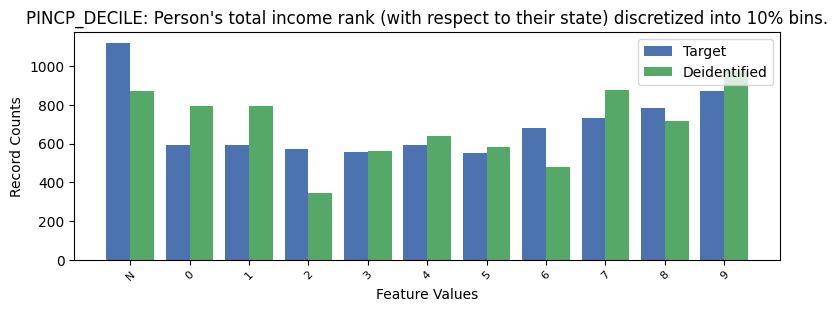 PINCP_DECILE: Person's total income rank (with respect to their state) discretized into 10% bins.
Target
Deidentified
Record Counts
1000
800
600
400
200
0
N 0 1 2 3 4 5 6 7 8 9
Feature Values